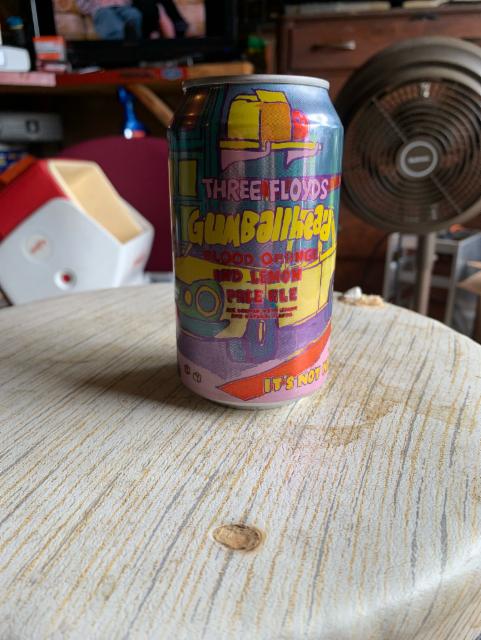 THREE FLOYDS
GUMBALLHEAD
BLOOD ORANGE
AND LEMON
PALE ALE
IT'S NOT